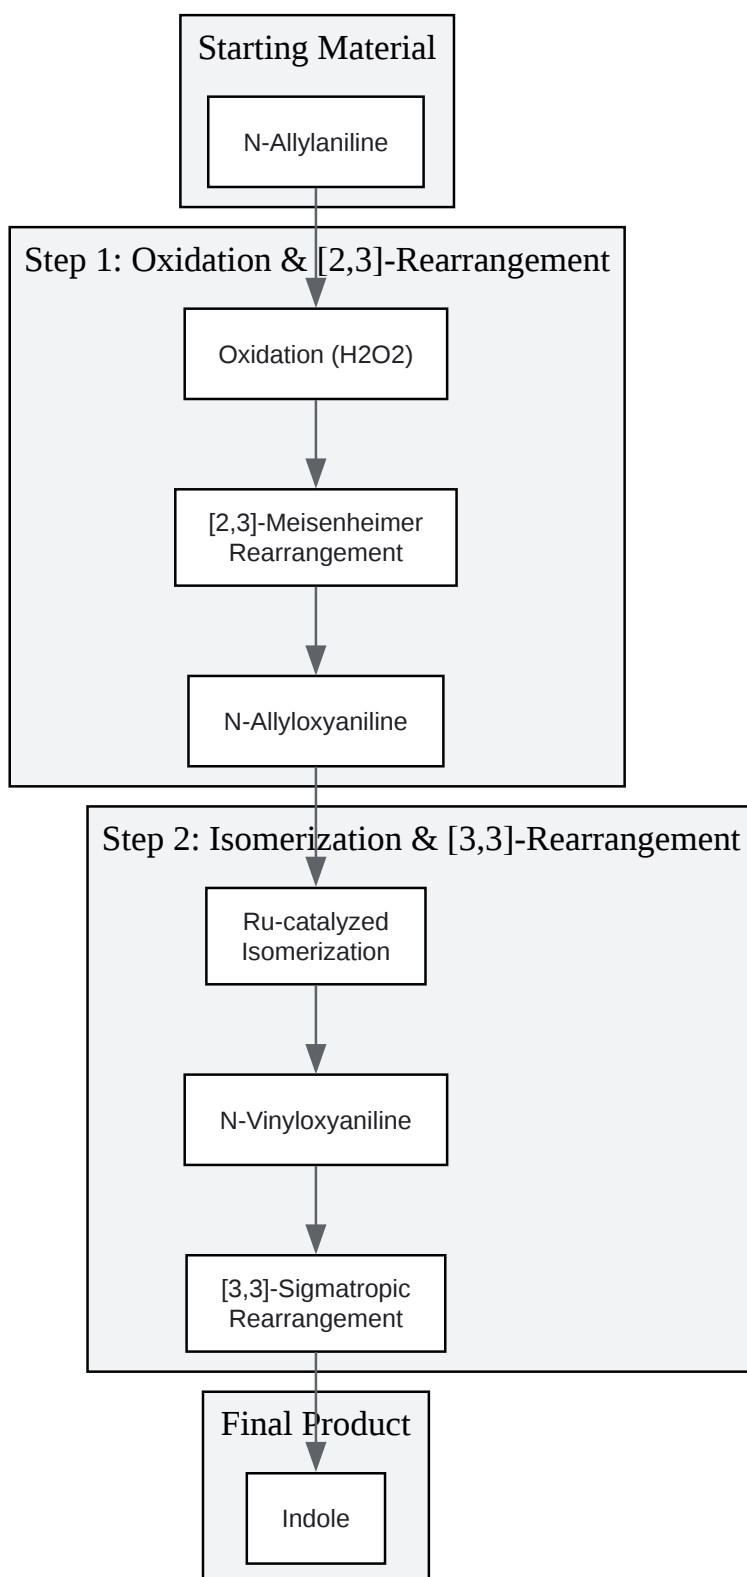 Starting Material
N-Allylaniline
Step 1: Oxidation & [2,3]-Rearrangement
Oxidation (H2O2)
[2,3]-Meisenheimer
Rearrangement
N-Allyloxyaniline
Step 2: Isomerization & [3,3]-Rearrangement
Ru-catalyzed
Isomerization
N-Vinyloxyaniline
[3,3]-Sigmatropic
Rearrangement
Final Product
Indole